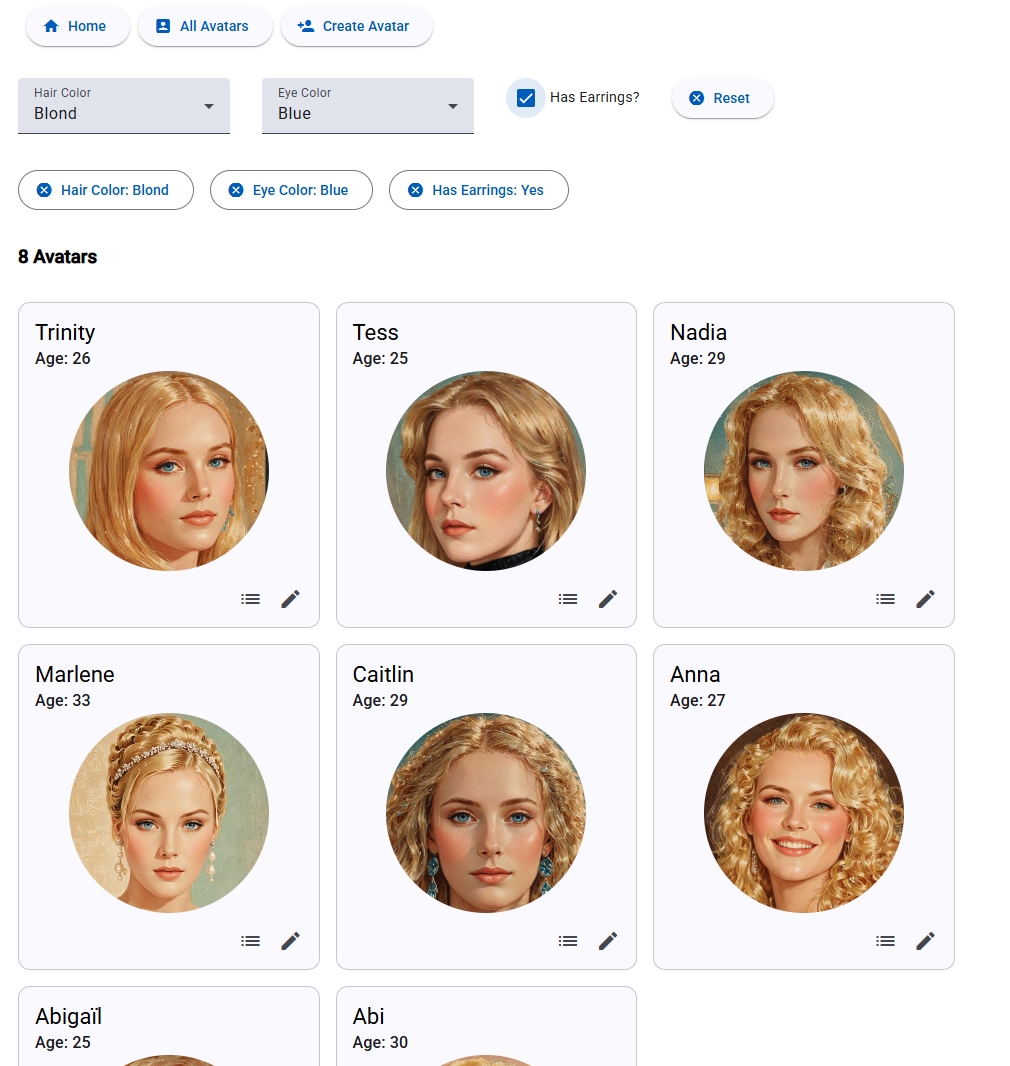 Home All Avatars Create Avatar
Hair Color Eye Color
Blond Blue Has Earrings? Reset
Hair Color: Blond Eye Color: Blue Has Earrings: Yes
8 Avatars
Trinity Tess Nadia
Age: 26 Age: 25 Age: 29
Marlene Caitlin Anna
Age: 33 Age: 29 Age: 27
Abigaïl Abi
Age: 25 Age: 30